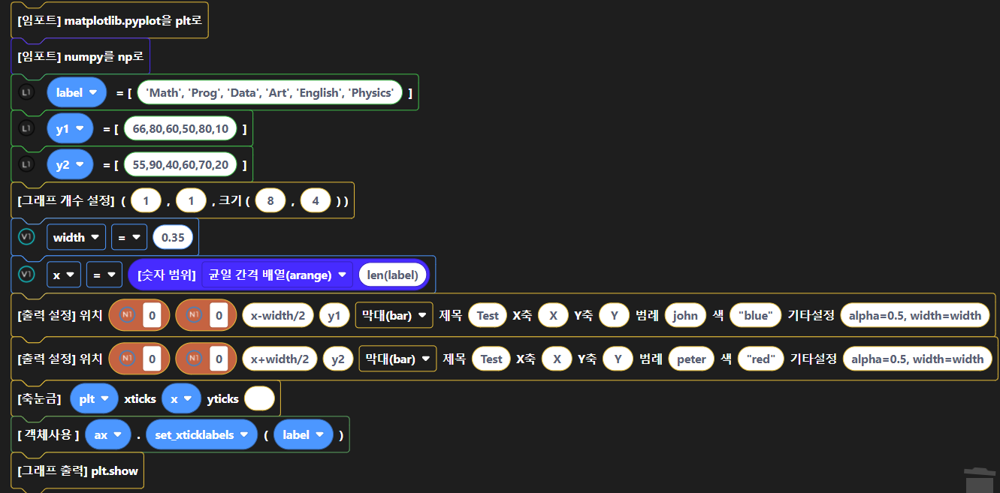 [임포트] matplotlib.pyplot을 plt로
[임포트] numpy를 np로
L1 label = [ 'Math', 'Prog', 'Data', 'Art', 'English', 'Physics' ]
L1 y1 = [ 66,80,60,50,80,10 ]
L1 y2 = [ 55,90,40,60,70,20 ]
[그래프 개수 설정] ( 1 , 1 , 크기 ( 8 , 4 ) )
V1 width = 0.35
V1 x = [숫자 범위] 균일 간격 배열(arange) len(label)
[출력 설정] 위치 N1 0 N1 0 x-width/2 y1 막대(bar) 제목 Test X축 X Y축 Y 범례 john 색 "blue" 기타설정 alpha=0.5, width=width
[출력 설정] 위치 N1 0 N1 0 x+width/2 y2 막대(bar) 제목 Test X축 X Y축 Y 범례 peter 색 "red" 기타설정 alpha=0.5, width=width
[축눈금] plt xticks x yticks
[ 객체사용 ] ax . set_xticklabels ( label )
[그래프 출력] plt.show